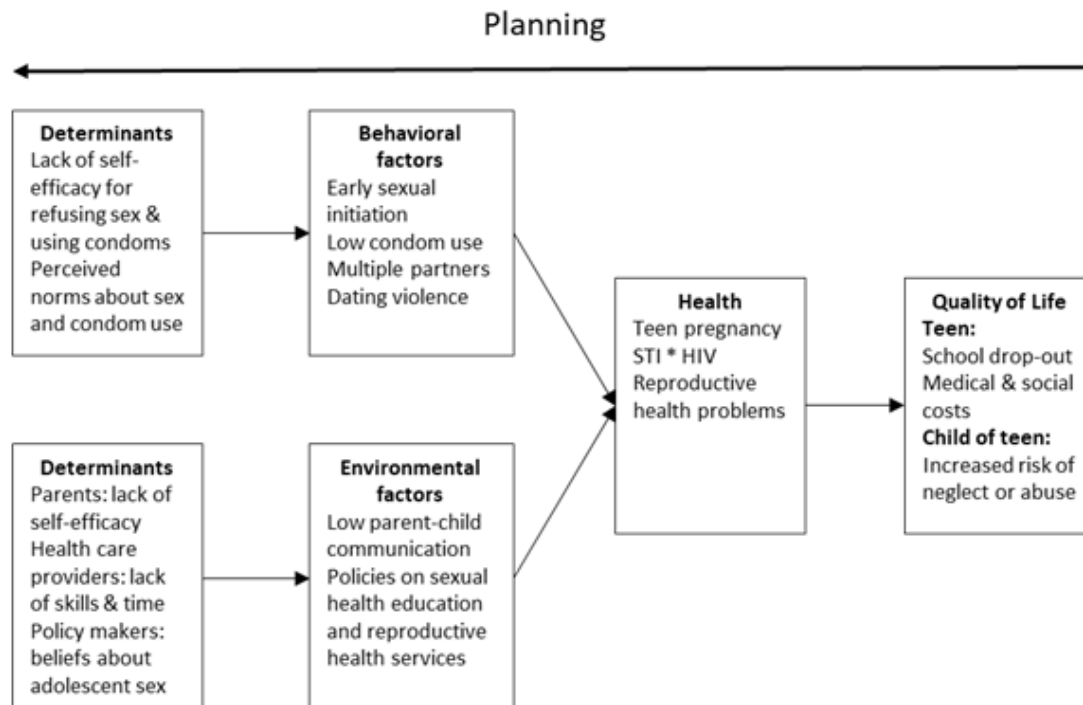 Planning
Determinants
Lack of self-
efficacy for
refusing sex &
using condoms
Perceived
norms about sex
and condom use
Behavioral
factors
Early sexual
initiation
Low condom use
Multiple partners
Dating violence
Determinants
Parents: lack of
self-efficacy
Health care
providers: lack
of skills & time
Policy makers:
beliefs about
adolescent sex
Environmental
factors
Low parent-child
communication
Policies on sexual
health education
and reproductive
health services
Health
Teen pregnancy
STI * HIV
Reproductive
health problems
Quality of Life
Teen:
School drop-out
Medical & social
costs
Child of teen:
Increased risk of
neglect or abuse